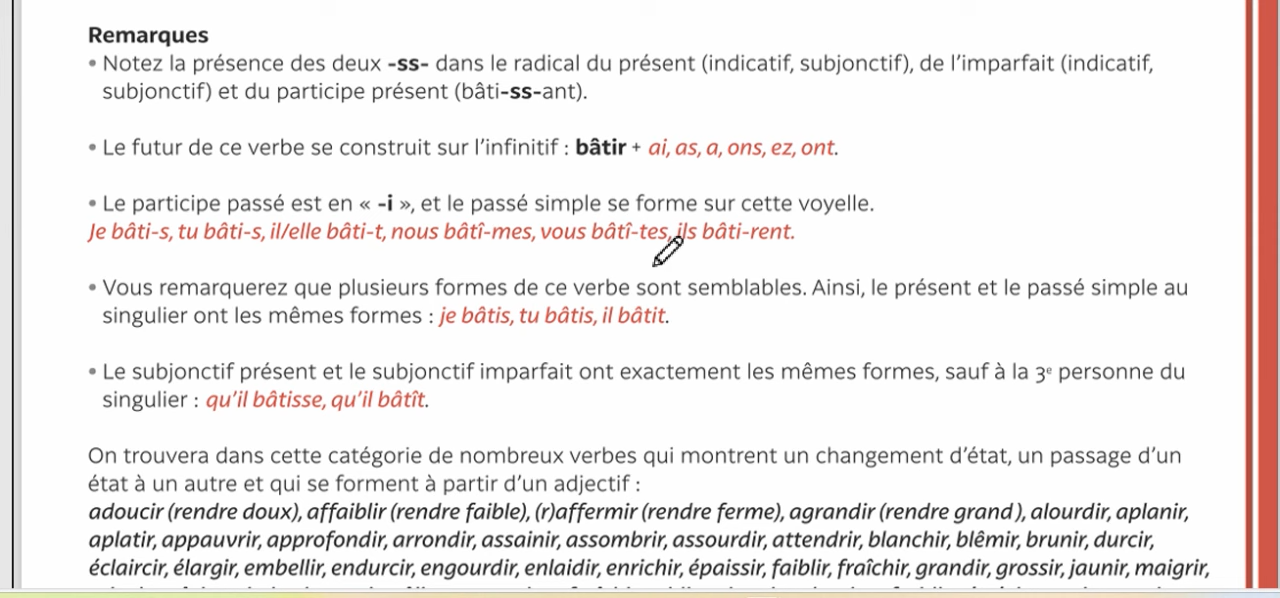 Remarques
• Notez la présence des deux -ss- dans le radical du présent (indicatif, subjonctif), de l'imparfait (indicatif,
subjonctif) et du participe présent (bâti-ss-ant).
• Le futur de ce verbe se construit sur l'infinitif : bâtir + ai, as, a, ons, ez, ont.
• Le participe passé est en « -i », et le passé simple se forme sur cette voyelle.
Je bâti-s, tu bâti-s, il/elle bâti-t, nous bâtî-mes, vous bâtî-tes, ils bâti-rent.
• Vous remarquerez que plusieurs formes de ce verbe sont semblables. Ainsi, le présent et le passé simple au
singulier ont les mêmes formes : je bâtis, tu bâtis, il bâtit.
• Le subjonctif présent et le subjonctif imparfait ont exactement les mêmes formes, sauf à la 3e personne du
singulier : qu'il bâtisse, qu'il bâtît.
On trouvera dans cette catégorie de nombreux verbes qui montrent un changement d'état, un passage d'un
état à un autre et qui se forment à partir d'un adjectif :
adoucir (rendre doux), affaiblir (rendre faible), (r)affermir (rendre ferme), agrandir (rendre grand), alourdir, aplanir,
aplatir, appauvrir, approfondir, arrondir, assainir, assombrir, assourdir, attendrir, blanchir, blêmir, brunir, durcir,
éclaircir, élargir, embellir, endurcir, engourdir, enlaidir, enrichir, épaissir, faiblir, fraîchir, grandir, grossir, jaunir, maigrir,